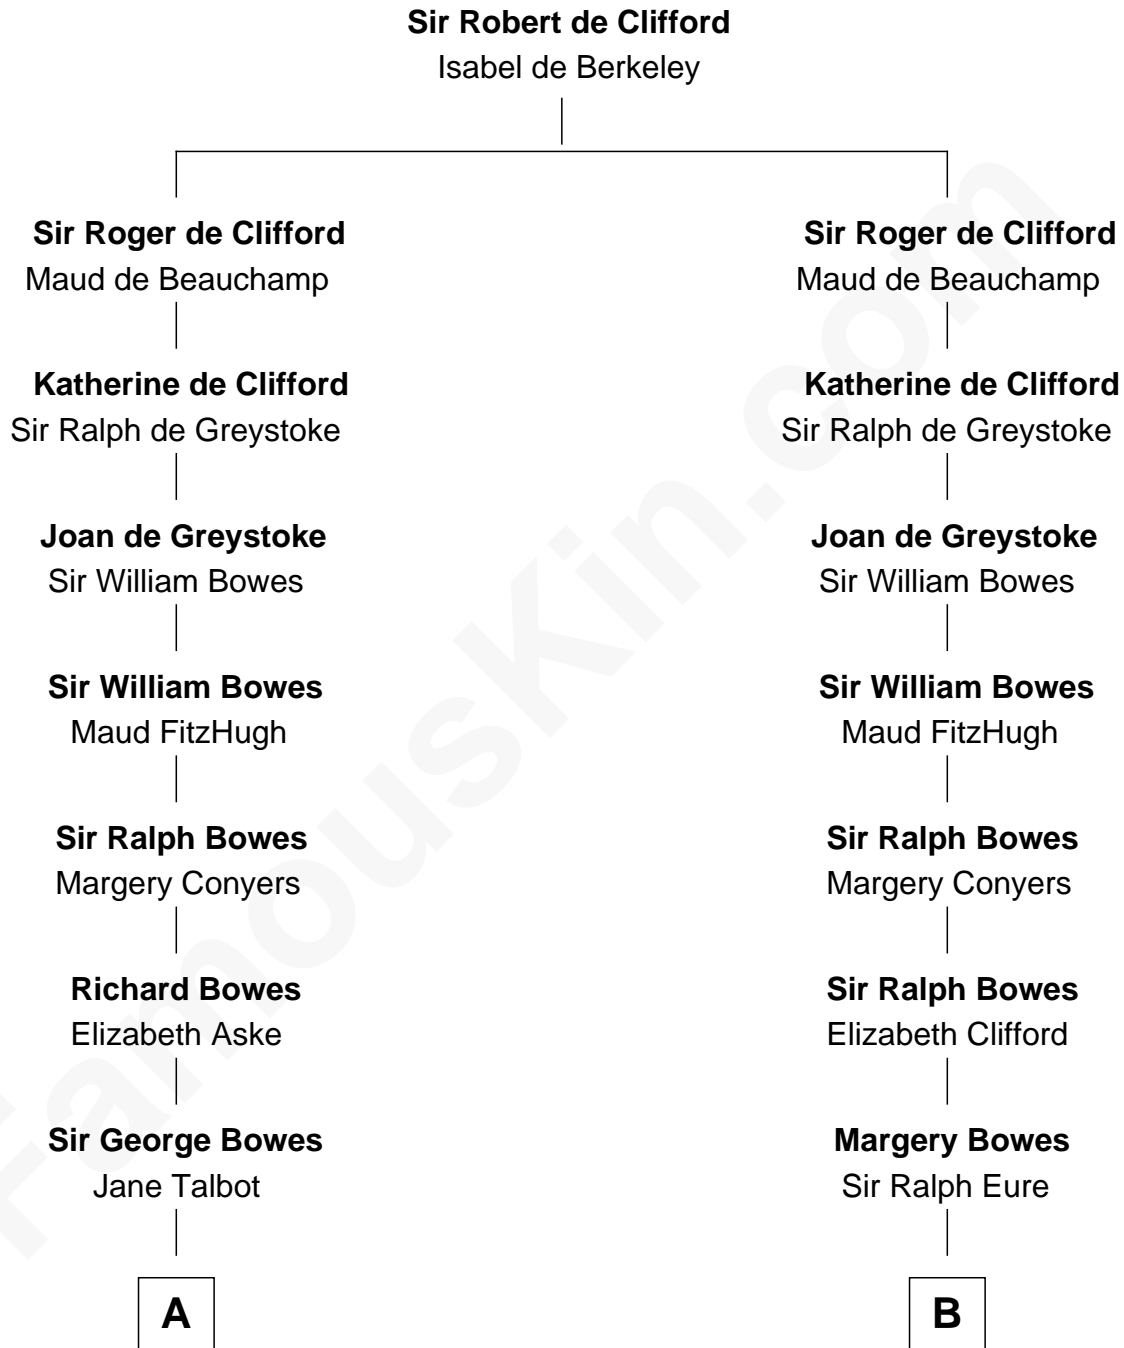 Sir Robert de Clifford
Isabel de Berkeley
Sir Roger de Clifford
Maud de Beauchamp
Katherine de Clifford
Sir Ralph de Greystoke
Joan de Greystoke
Sir William Bowes
Sir William Bowes
Maud FitzHugh
Sir Ralph Bowes
Margery Conyers
Richard Bowes
Elizabeth Aske
Sir George Bowes
Jane Talbot
A
Sir Roger de Clifford
Maud de Beauchamp
Katherine de Clifford
Sir Ralph de Greystoke
Joan de Greystoke
Sir William Bowes
Sir William Bowes
Maud FitzHugh
Sir Ralph Bowes
Margery Conyers
Sir Ralph Bowes
Elizabeth Clifford
Margery Bowes
Sir Ralph Eure
B
FamousKin.com